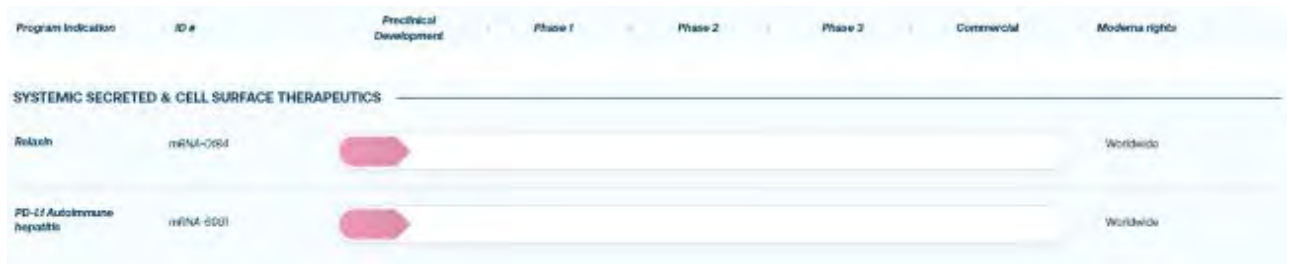 Program Indication ID # Preclinical Development Phase 1 Phase 2 Phase 3 Commercial Moderna rights
SYSTEMIC SECRETED & CELL SURFACE THERAPEUTICS
Relaxin mRNA-0184 Worldwide
PD-L1 Autoimmune hepatitis mRNA-6981 Worldwide